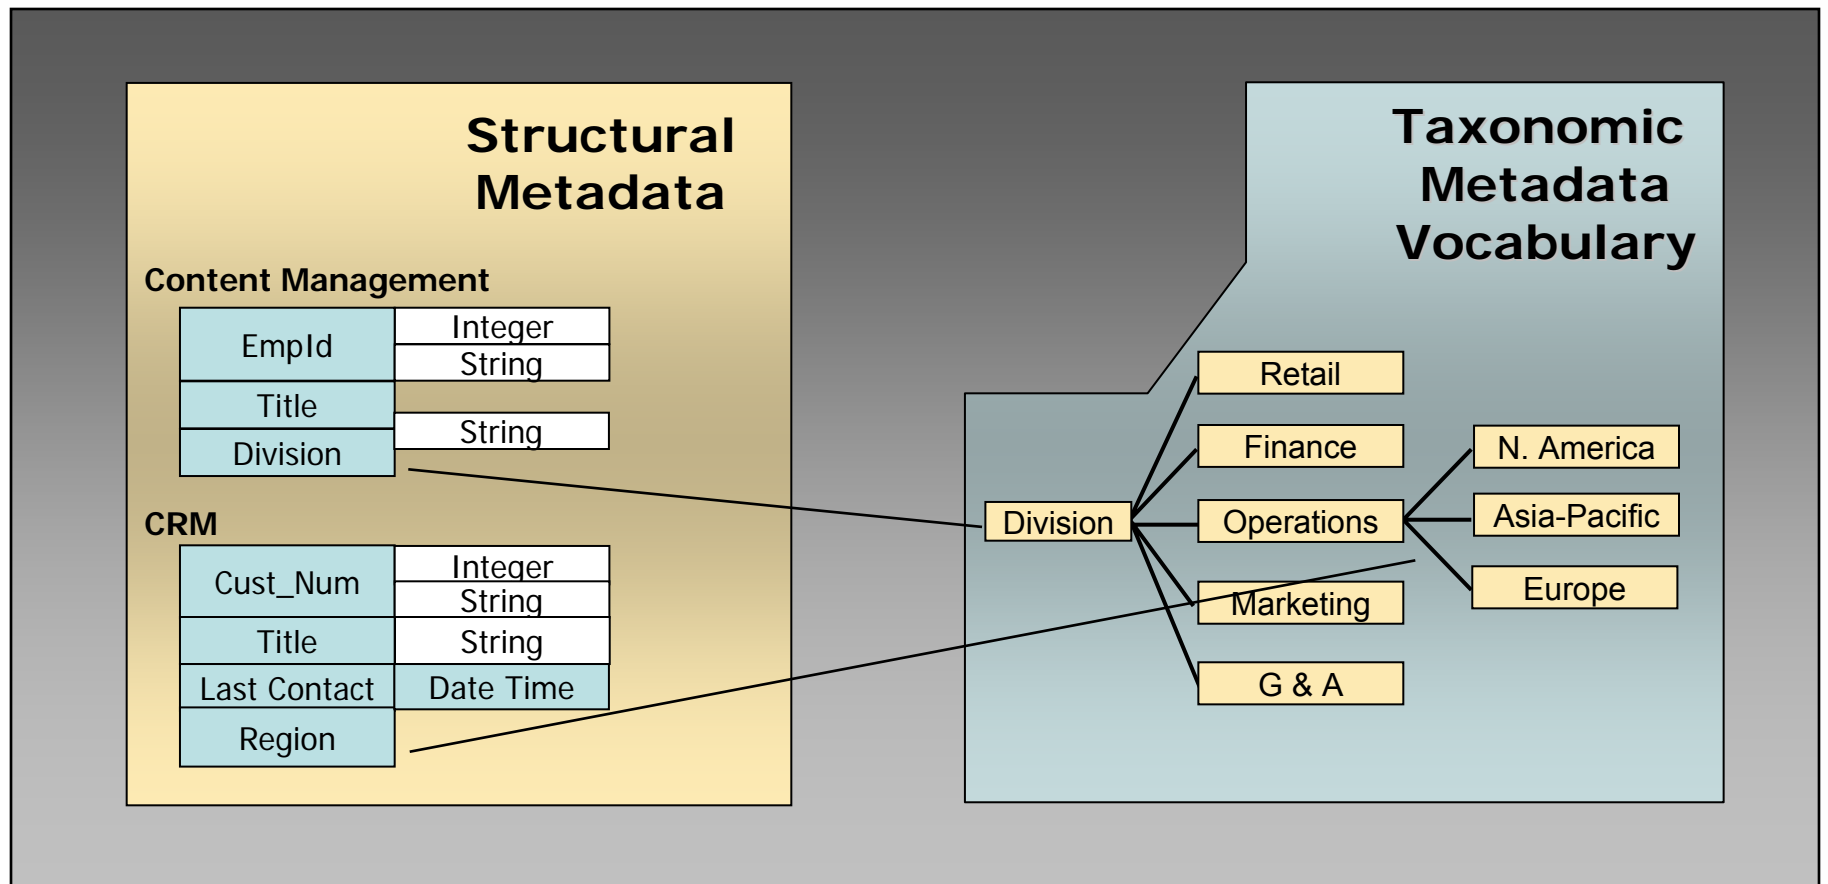 Structural
Metadata
Content Management
EmpId
Integer
String
Title
Division
String
CRM
Cust_Num
Integer
String
Title
String
Last Contact
Date Time
Region
Taxonomic
Metadata
Vocabulary
Division
Retail
Finance
Operations
Marketing
G & A
N. America
Asia-Pacific
Europe